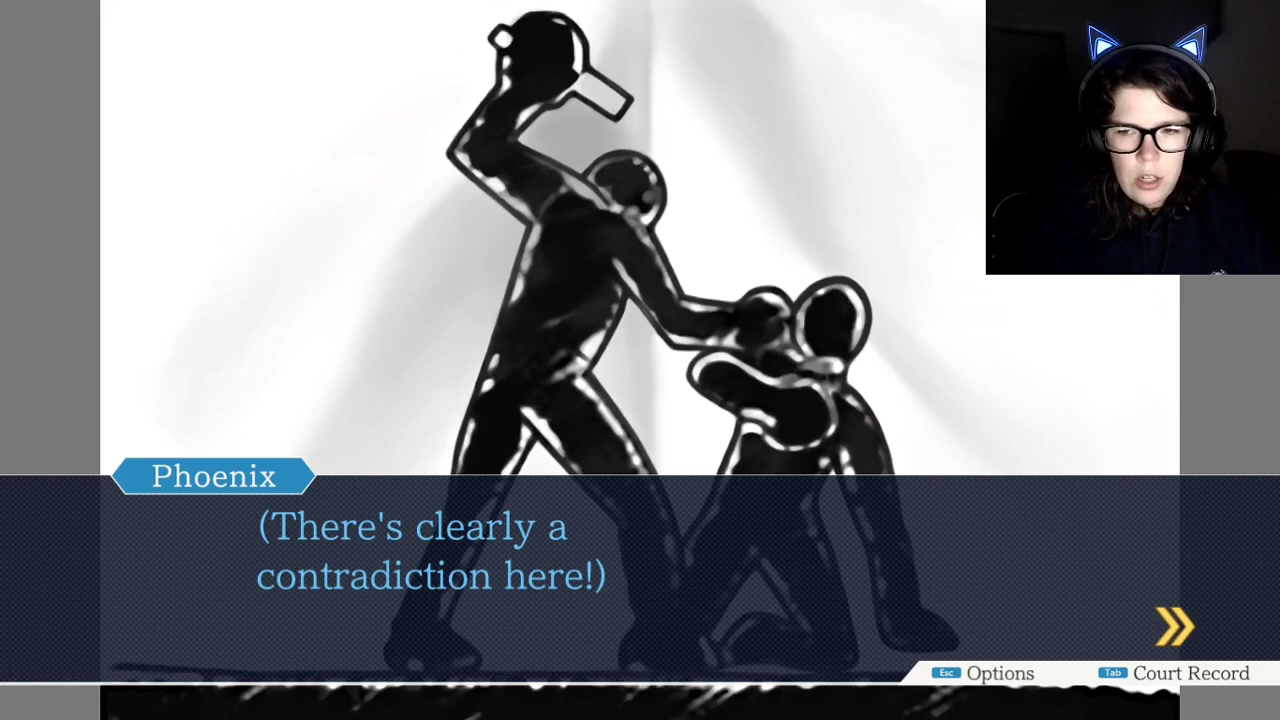 Phoenix
(There's clearly a
contradiction here!)
Esc Options
Tab Court Record